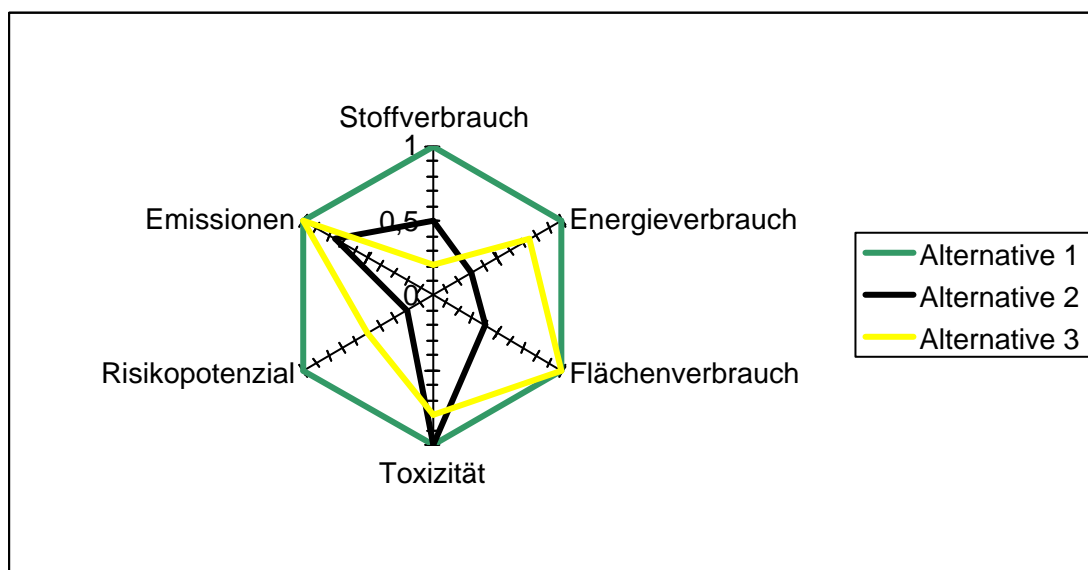 Stoffverbrauch
1
Emissionen
0,5
Energieverbrauch
0
Risikopotenzial
Flächenverbrauch
Toxizität
Alternative 1
Alternative 2
Alternative 3